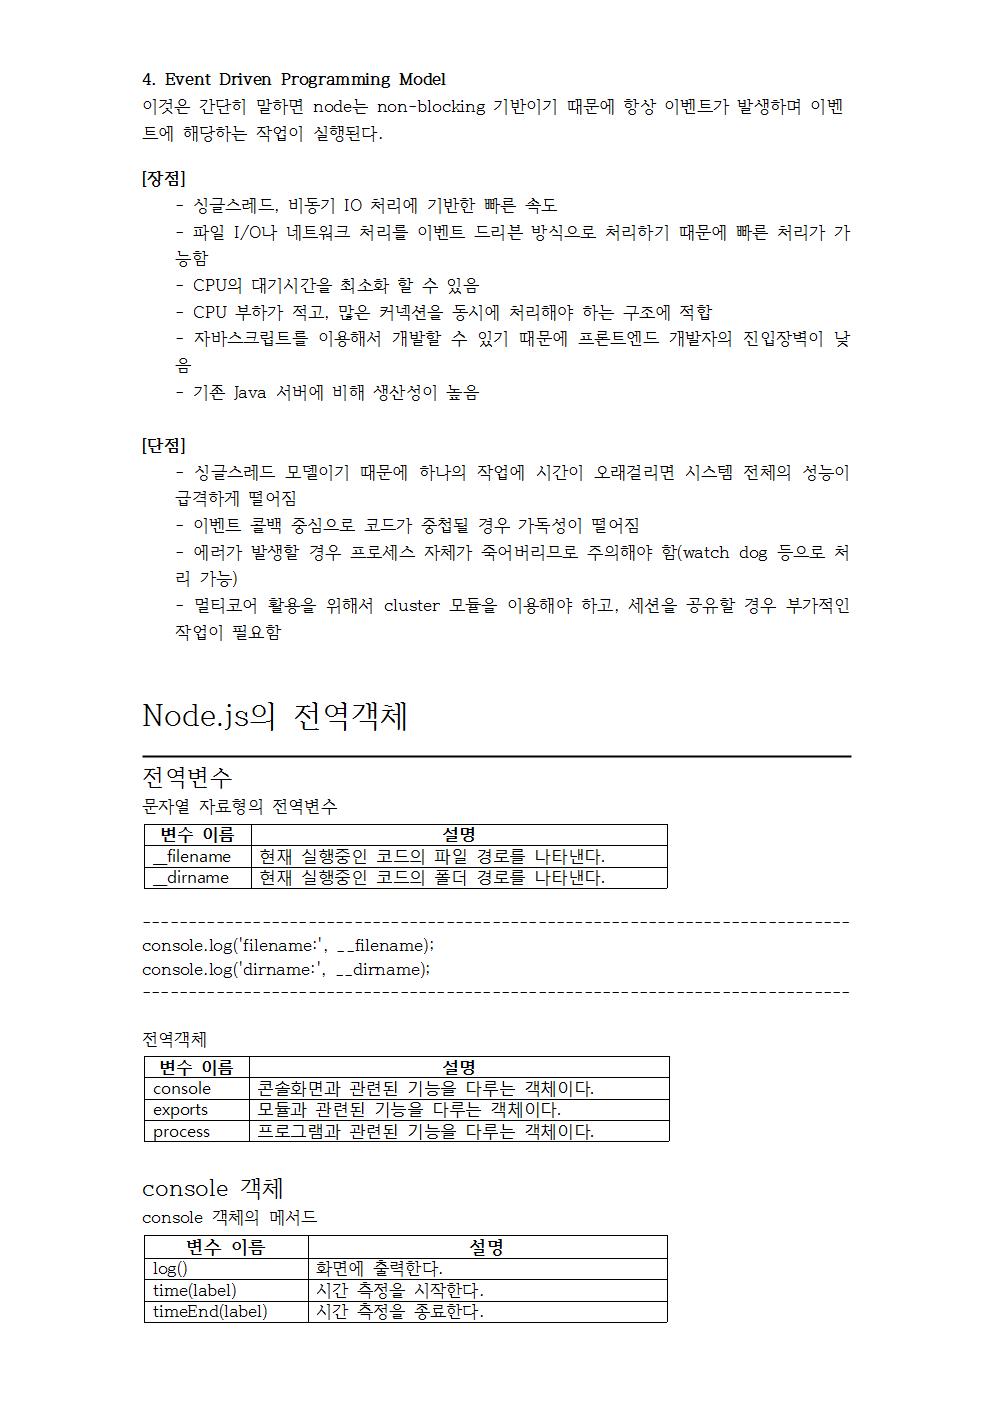 4. Event Driven Programming Model
이것은 간단히 말하면 node는 non-blocking 기반이기 때문에 항상 이벤트가 발생하며 이벤
트에 해당하는 작업이 실행된다.
[장점]
- 싱글스레드, 비동기 IO 처리에 기반한 빠른 속도
- 파일 I/O나 네트워크 처리를 이벤트 드리븐 방식으로 처리하기 때문에 빠른 처리가 가
능함
- CPU의 대기시간을 최소화 할 수 있음
- CPU 부하가 적고, 많은 커넥션을 동시에 처리해야 하는 구조에 적합
- 자바스크립트를 이용해서 개발할 수 있기 때문에 프론트엔드 개발자의 진입장벽이 낮
음
- 기존 Java 서버에 비해 생산성이 높음
[단점]
- 싱글스레드 모델이기 때문에 하나의 작업에 시간이 오래걸리면 시스템 전체의 성능이
급격하게 떨어짐
- 이벤트 콜백 중심으로 코드가 중첩될 경우 가독성이 떨어짐
- 에러가 발생할 경우 프로세스 자체가 죽어버리므로 주의해야 함(watch dog 등으로 처
리 가능)
- 멀티코어 활용을 위해서 cluster 모듈을 이용해야 하고, 세션을 공유할 경우 부가적인
작업이 필요함
Node.js의 전역객체
전역변수
문자열 자료형의 전역변수
변수 이름 설명
__filename 현재 실행중인 코드의 파일 경로를 나타낸다.
__dirname 현재 실행중인 코드의 폴더 경로를 나타낸다.
--------------------------------------------------------------------------------
console.log('filename:', __filename);
console.log('dirname:', __dirname);
--------------------------------------------------------------------------------
전역객체
변수 이름 설명
console 콘솔화면과 관련된 기능을 다루는 객체이다.
exports 모듈과 관련된 기능을 다루는 객체이다.
process 프로그램과 관련된 기능을 다루는 객체이다.
console 객체
console 객체의 메서드
변수 이름 설명
log() 화면에 출력한다.
time(label) 시간 측정을 시작한다.
timeEnd(label) 시간 측정을 종료한다.